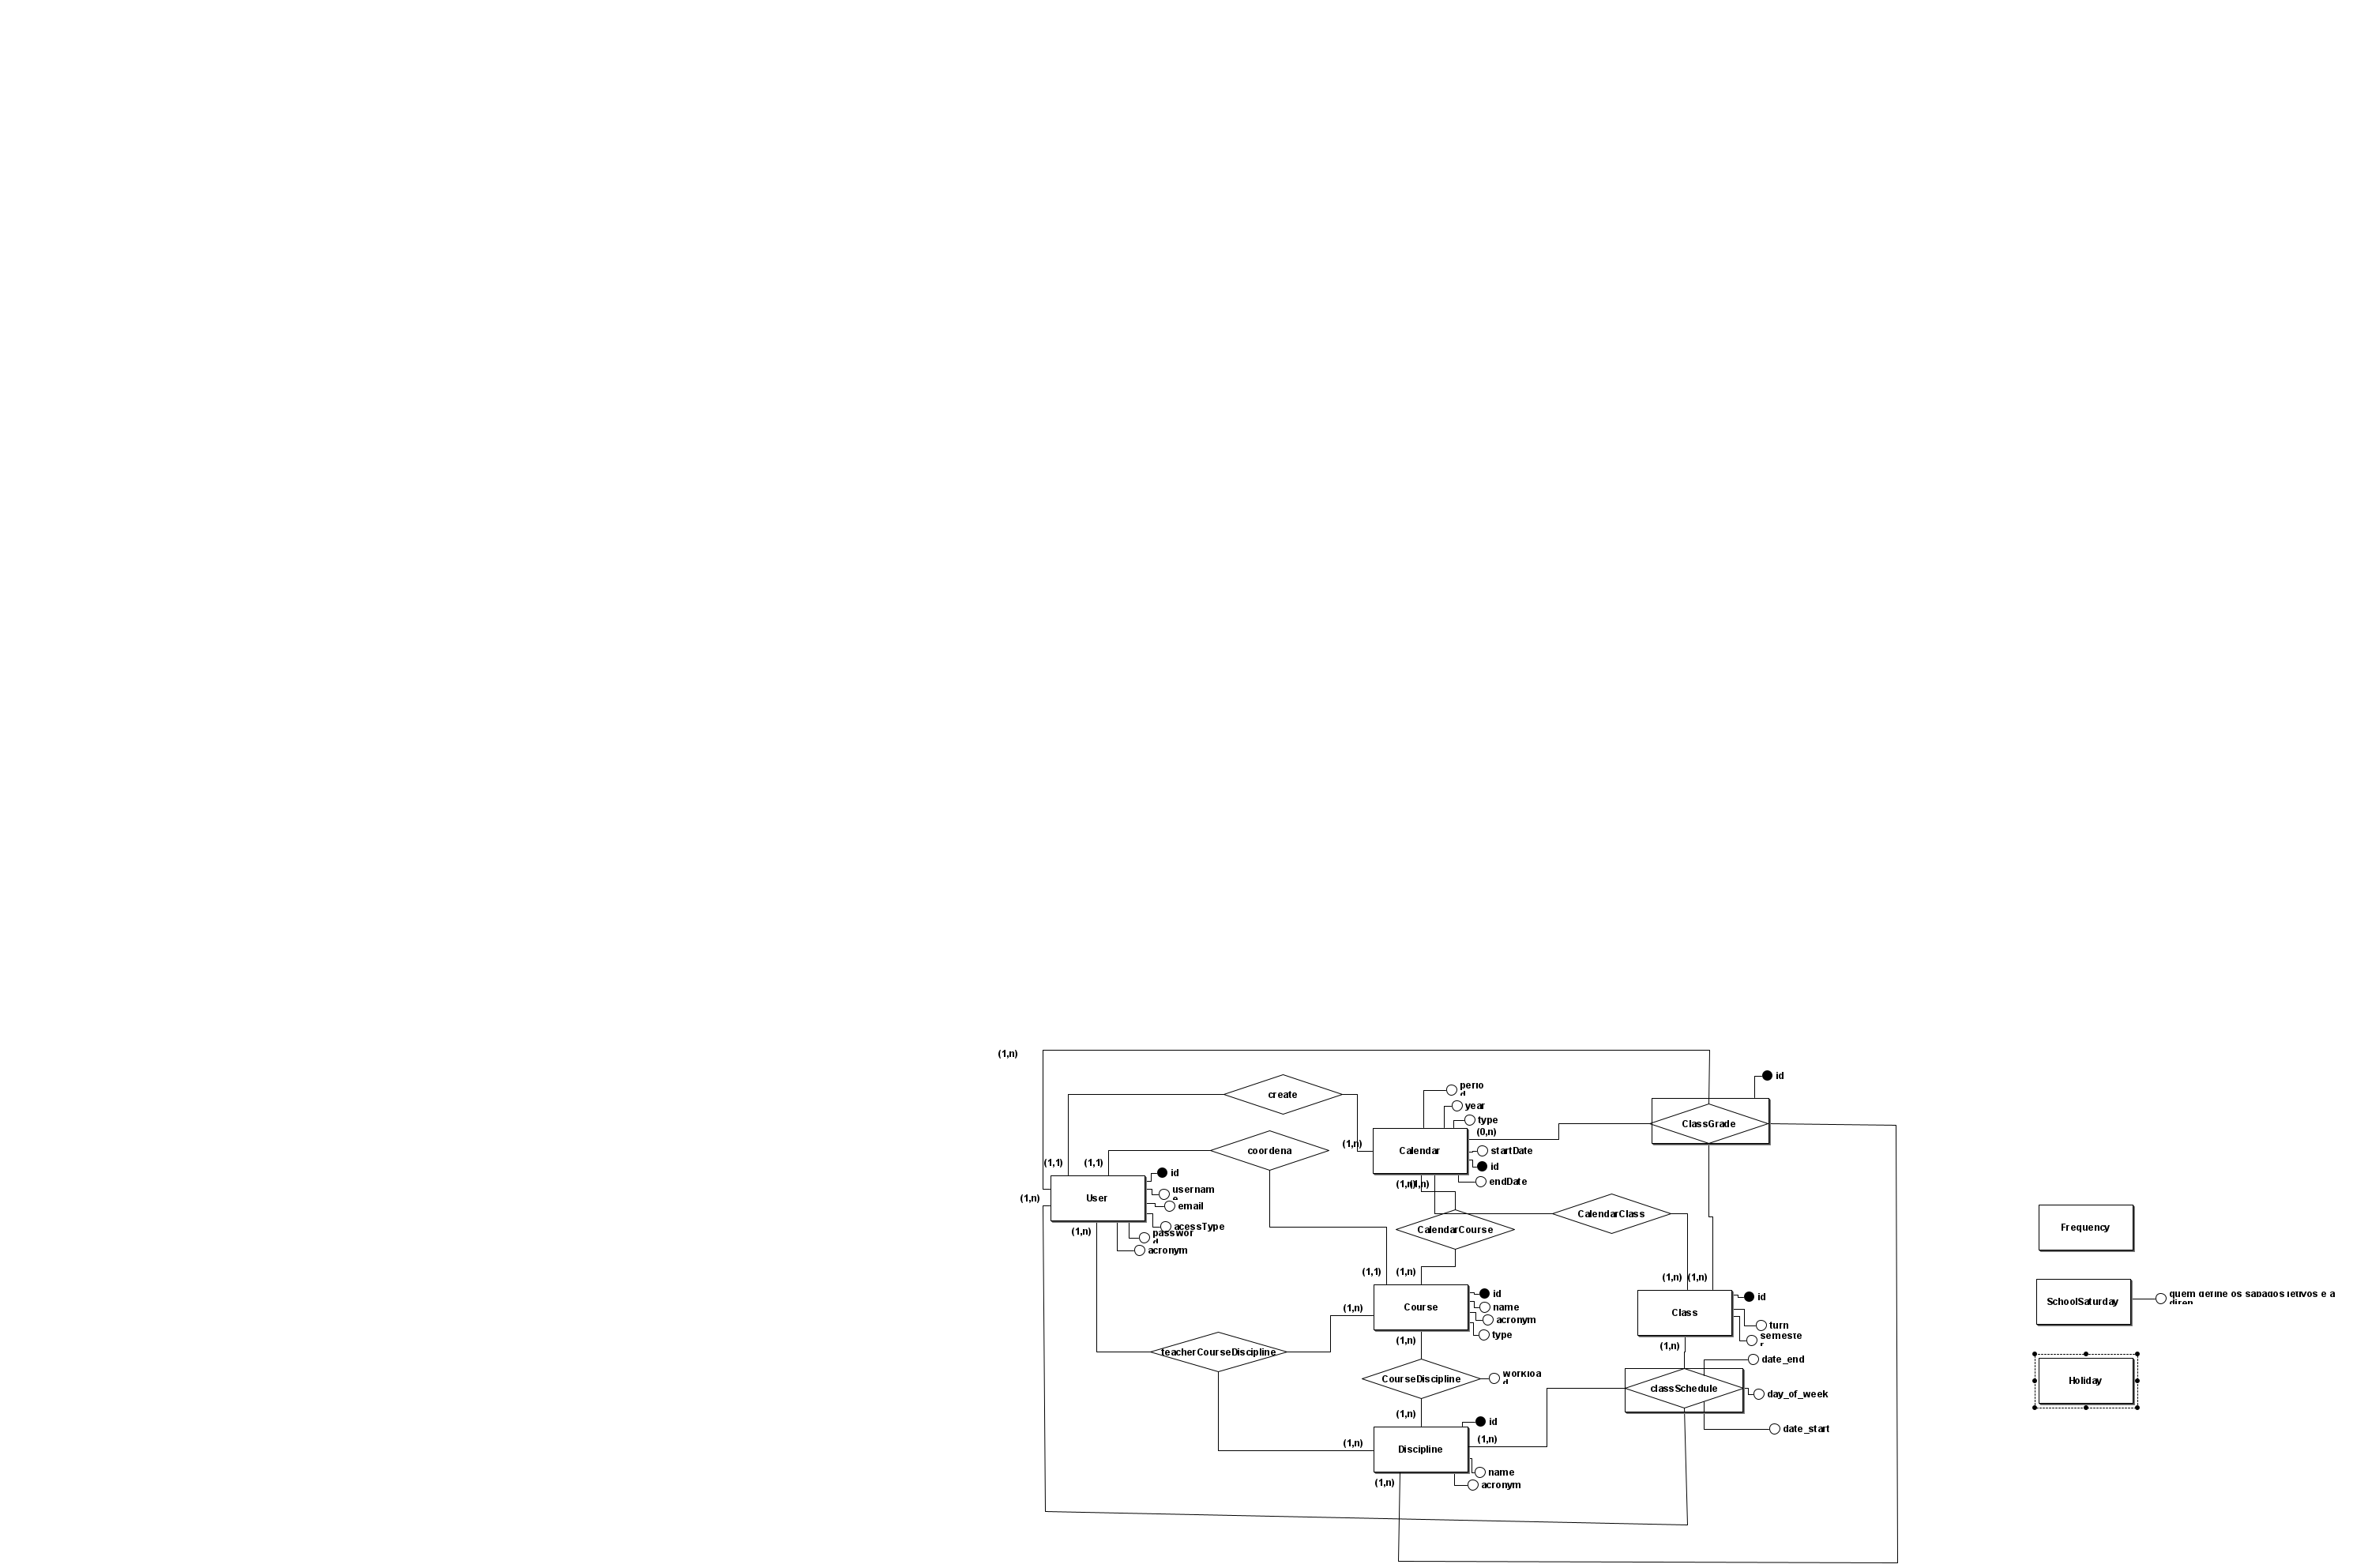 (1,n)
create
perio
d
year
type
(0,n)
id
ClassGrade
(1,n)
Calendar
startDate
id
endDate
(1,n)
(1,n)
coordena
(1,1)
(1,1)
(1,n)
User
id
usernam
e
email
acessType
passwor
d
acronym
(1,n)
CalendarCourse
CalendarClass
(1,1)
(1,n)
(1,n)
(1,n)
Frequency
(1,n)
Course
id
name
acronym
type
(1,n)
Class
id
turn
semeste
r
(1,n)
SchoolSaturday
quem define os sabados letivos e a
diren
teacherCourseDiscipline
CourseDiscipline
workloa
d
date_end
classSchedule
day_of_week
date_start
Holiday
(1,n)
(1,n)
Discipline
id
(1,n)
name
acronym
(1,n)